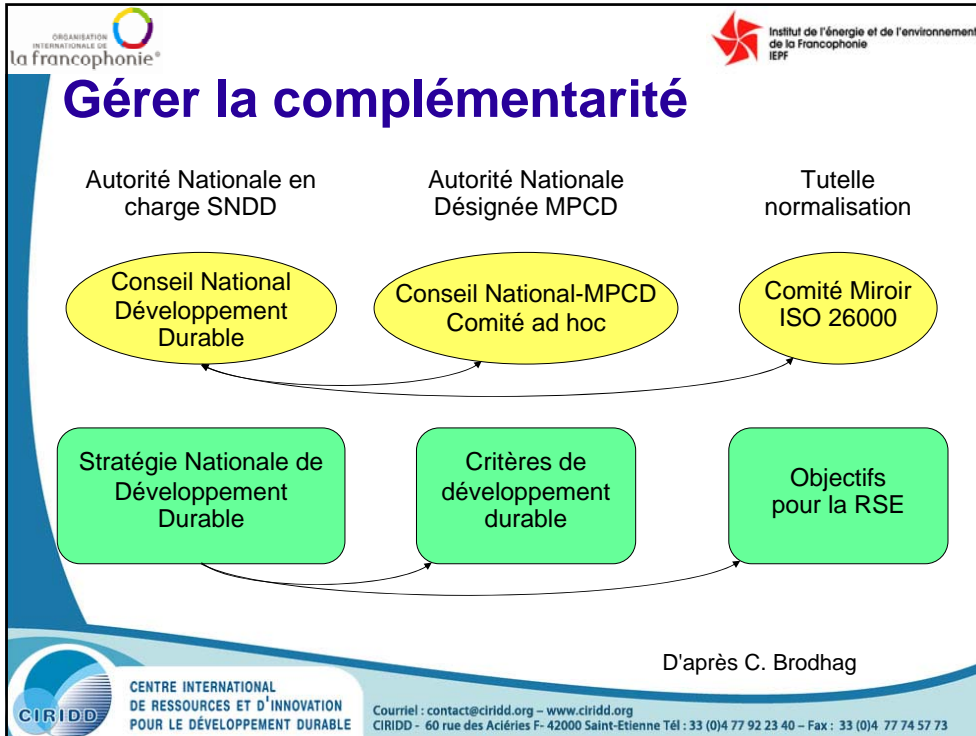 ORGANISATION
INTERNATIONALE DE
la francophonie®
Institut de l'énergie et de l'environnement
de la Francophonie
IEPF
Gérer la complémentarité
Autorité Nationale en
charge SNDD
Autorité Nationale
Désignée MPCD
Tutelle
normalisation
Conseil National
Développement
Durable
Conseil National-MPCD
Comité ad hoc
Comité Miroir
ISO 26000
Stratégie Nationale de
Développement
Durable
Critères de
développement
durable
Objectifs
pour la RSE
D'après C. Brodhag
CIRIDD
CENTRE INTERNATIONAL
DE RESSOURCES ET D'INNOVATION
POUR LE DÉVELOPPEMENT DURABLE
Courriel : contact@ciridd.org – www.ciridd.org
CIRIDD - 60 rue des Aciéries F- 42000 Saint-Etienne Tél : 33 (0)4 77 92 23 40 – Fax : 33 (0)4 77 74 57 73